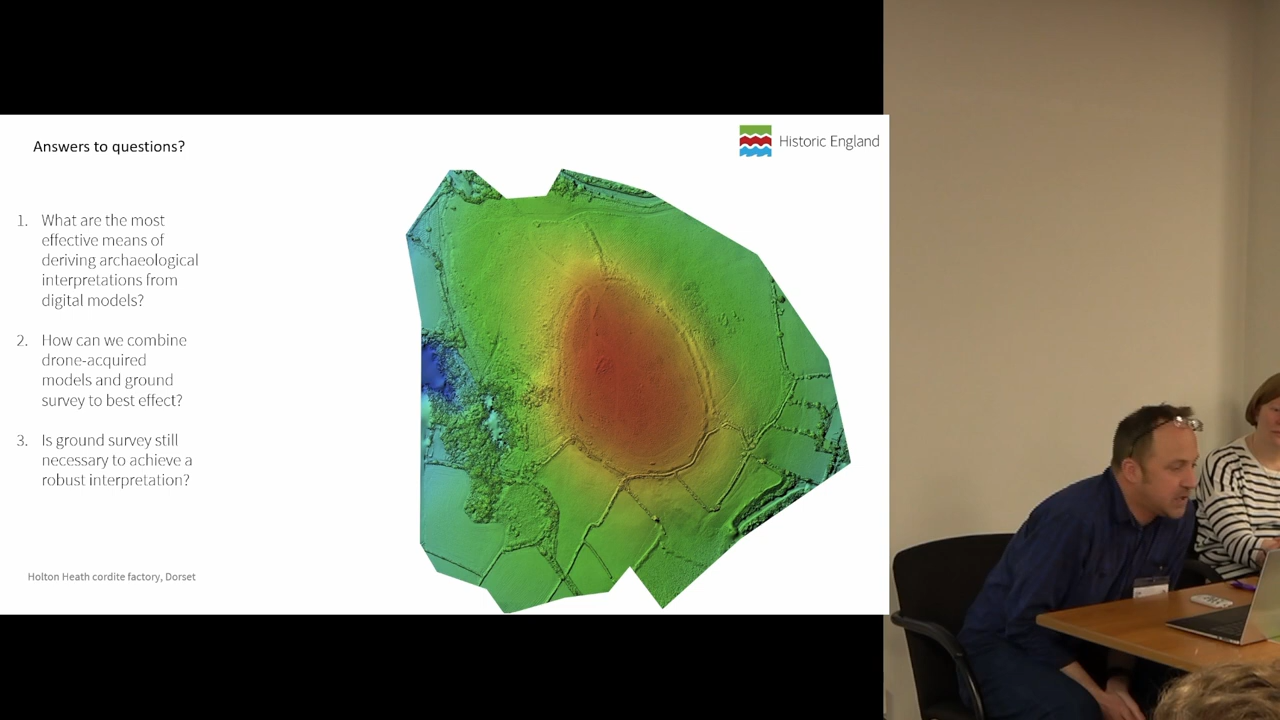 Answers to questions?
Historic England
1. What are the most
effective means of
deriving archaeological
interpretations from
digital models?
2. How can we combine
drone-acquired
models and ground
survey to best effect?
3. Is ground survey still
necessary to achieve a
robust interpretation?
Holton Heath cordite factory, Dorset